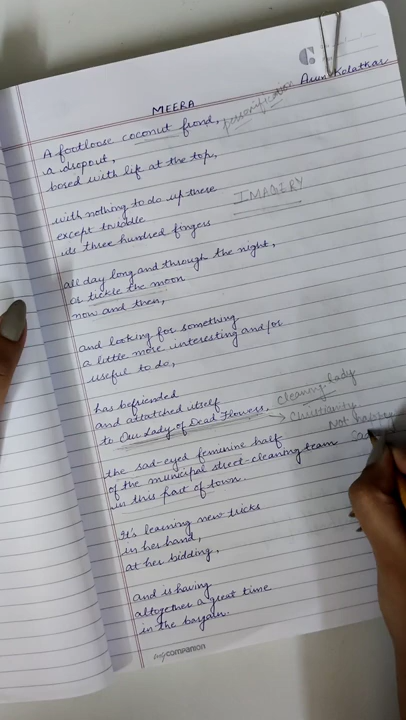 MEERA
Arun Kolatkar
A footloose coconut frond, personification
a dropout,
bored with life at the top,
with nothing to do up there IMAGERY
except twiddle
its three hundred fingers
all day long and through the night,
or tickle the moon
now and then,
and looking for something
a little more interesting and/or
useful to do,
has befriended
and attatched itself Cleaning lady
to Our Lady of Dead Flowers, → Christianity
Not having
the sad-eyed feminine half
of the municipal street-cleaning team
in this part of town.
It's learning new tricks
in her hand,
at her bidding,
and is having
altogether a great time
in the bargain.
companion